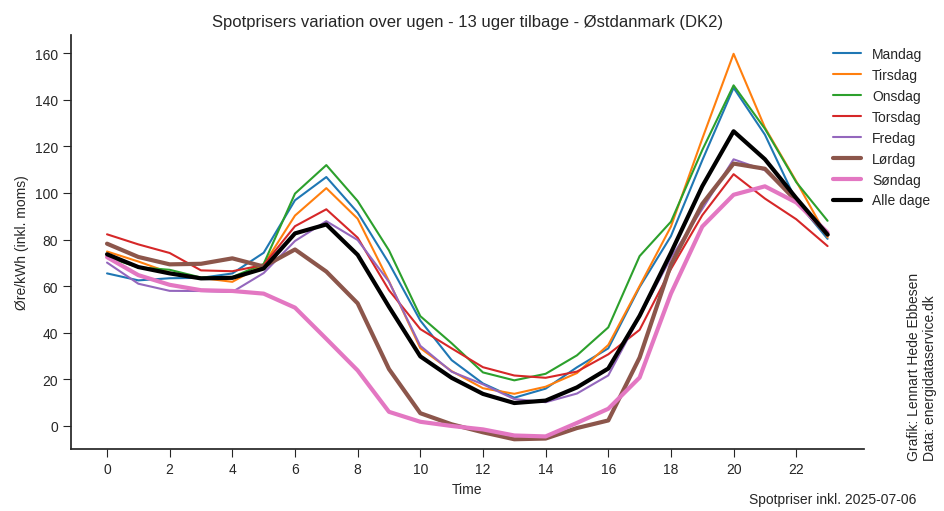 Spotprisers variation over ugen - 13 uger tilbage - Østdanmark (DK2)
160
140
120
100
80
60
40
20
0
Øre/kWh (inkl. moms)
0 2 4 6 8 10 12 14 16 18 20 22
Time
Mandag
Tirsdag
Onsdag
Torsdag
Fredag
Lørdag
Søndag
Alle dage
Grafik: Lennart Hede Ebbesen
Data: energidataservice.dk
Spotpriser inkl. 2025-07-06